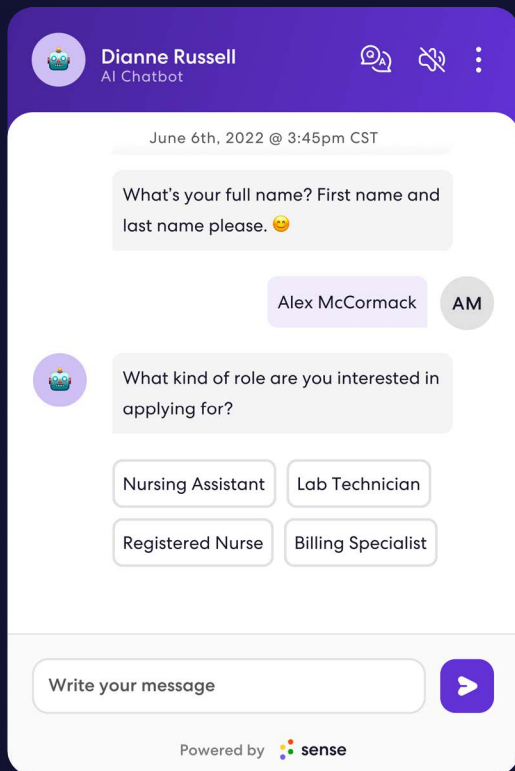 Dianne Russell
AI Chatbot
Q A
June 6th, 2022 @ 3:45pm CST
What's your full name? First name and
last name please. 😊
Alex McCormack
AM
What kind of role are you interested in
applying for?
Nursing Assistant
Lab Technician
Registered Nurse
Billing Specialist
Write your message
Powered by sense